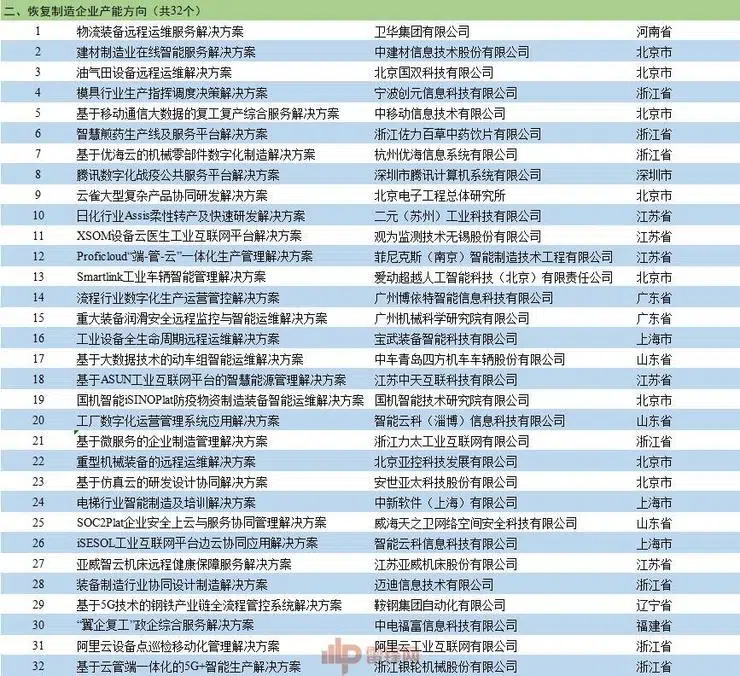 二、恢复制造企业产能方向（共32个）
1 物流装备远程运维服务解决方案 卫华集团有限公司 河南省
2 建材制造业在线智能服务解决方案 中建材信息技术股份有限公司 北京市
3 油气田设备远程运维解决方案 北京国双科技有限公司 北京市
4 模具行业生产指挥调度决策解决方案 宁波创元信息科技有限公司 浙江省
5 基于移动通信大数据的复工复产综合服务解决方案 中移动信息技术有限公司 北京市
6 智慧煎药生产线及服务平台解决方案 浙江佐力百草中药饮片有限公司 浙江省
7 基于优海云的机械零部件数字化制造解决方案 杭州优海信息系统有限公司 浙江省
8 腾讯数字化战疫公共服务平台解决方案 深圳市腾讯计算机系统有限公司 深圳市
9 云雀大型复杂产品协同研发解决方案 北京电子工程总体研究所 北京市
10 日化行业Assis柔性转产及快速研发解决方案 二元（苏州）工业科技有限公司 江苏省
11 XSOM设备云医生工业互联网平台解决方案 观为监测技术无锡股份有限公司 江苏省
12 Proficloud“端-管-云”一体化生产管理解决方案 菲尼克斯（南京）智能制造技术工程有限公司 江苏省
13 Smartlink工业车辆智能管理解决方案 爱动超越人工智能科技（北京）有限责任公司 北京市
14 流程行业数字化生产运营管控解决方案 广州博依特智能信息科技有限公司 广东省
15 重大装备润滑安全远程监控与智能运维解决方案 广州机械科学研究院有限公司 广东省
16 工业设备全生命周期远程运维解决方案 宝武装备智能科技有限公司 上海市
17 基于大数据技术的动车组智能运维解决方案 中车青岛四方机车车辆股份有限公司 山东省
18 基于ASUN工业互联网平台的智慧能源管理解决方案 江苏中天互联科技有限公司 江苏省
19 国机智能iSINOPlat防疫物资制造装备智能运维解决方案 国机智能技术研究院有限公司 北京市
20 工厂数字化运营管理系统应用解决方案 智能云科（淄博）信息科技有限公司 山东省
21 基于微服务的企业制造管理解决方案 浙江力太工业互联网有限公司 浙江省
22 重型机械装备的远程运维解决方案 北京亚控科技发展有限公司 北京市
23 基于仿真云的研发设计协同解决方案 安世亚太科技股份有限公司 北京市
24 电梯行业智能制造及培训解决方案 中新软件（上海）有限公司 上海市
25 SOC2Plat企业安全上云与服务协同管理解决方案 威海天之卫网络空间安全科技有限公司 山东省
26 iSESOL工业互联网平台边云协同应用解决方案 智能云科信息科技有限公司 上海市
27 亚威智云机床远程健康保障服务解决方案 江苏亚威机床股份有限公司 江苏省
28 装备制造行业协同设计制造解决方案 迈迪信息技术有限公司 浙江省
29 基于5G技术的钢铁产业链全流程管控系统解决方案 鞍钢集团自动化有限公司 辽宁省
30 “翼企复工”政企综合服务解决方案 中电福富信息科技有限公司 福建省
31 阿里云设备点巡检移动化管理解决方案 阿里云工业互联网有限公司 浙江省
32 基于云管端一体化的5G+智能生产解决方案 浙江银轮机械股份有限公司 浙江省